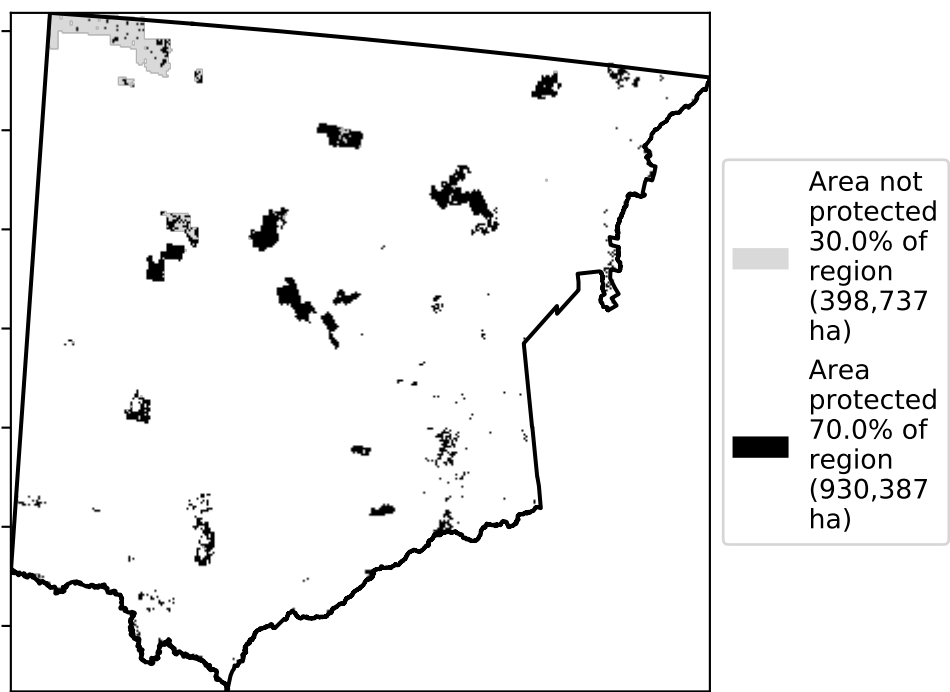 Area not
protected
30.0% of
region
(398,737
ha)
Area
protected
70.0% of
region
(930,387
ha)